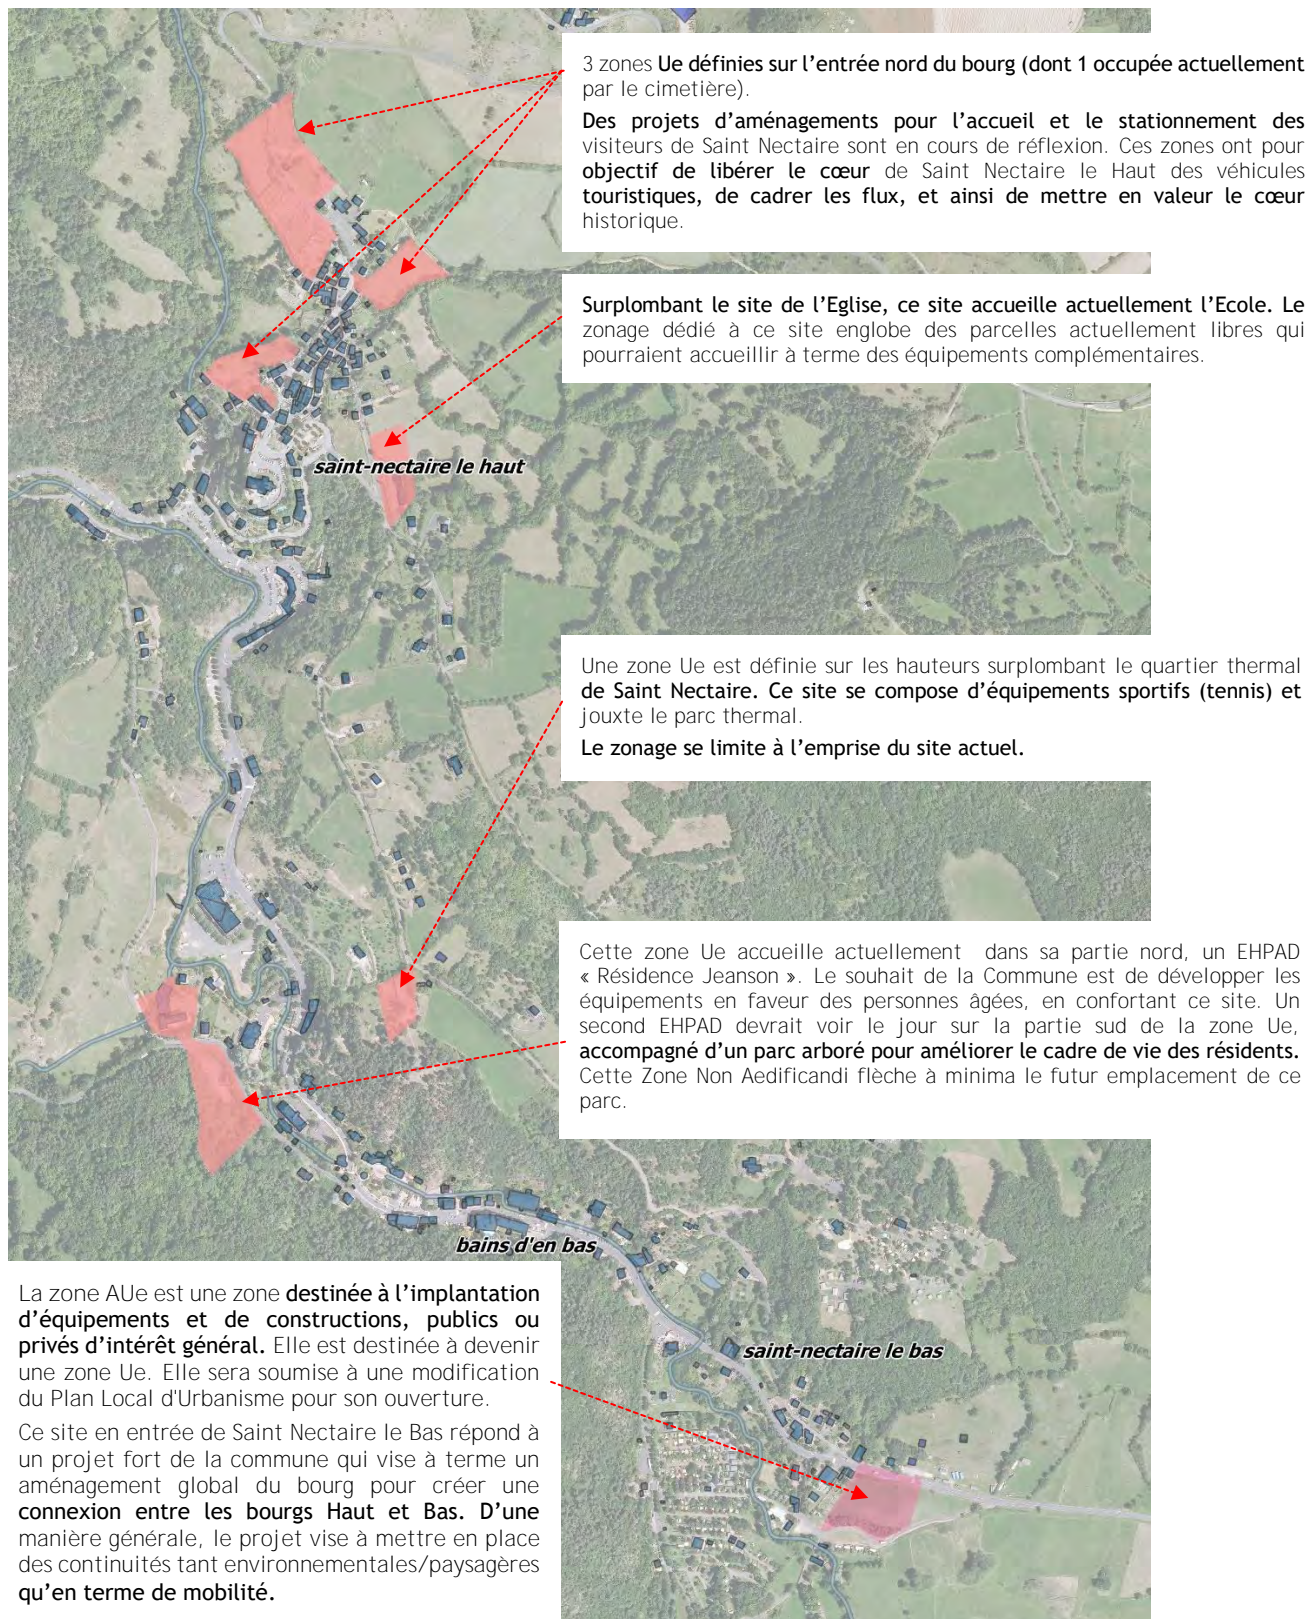 3 zones Ue définies sur l’entrée nord du bourg (dont 1 occupée actuellement
par le cimetière).
Des projets d’aménagements pour l’accueil et le stationnement des
visiteurs de Saint Nectaire sont en cours de réflexion. Ces zones ont pour
objectif de libérer le cœur de Saint Nectaire le Haut des véhicules
touristiques, de cadrer les flux, et ainsi de mettre en valeur le cœur
historique.
Surplombant le site de l’Eglise, ce site accueille actuellement l’Ecole. Le
zonage dédié à ce site englobe des parcelles actuellement libres qui
pourraient accueillir à terme des équipements complémentaires.
saint-nectaire le haut
Une zone Ue est définie sur les hauteurs surplombant le quartier thermal
de Saint Nectaire. Ce site se compose d’équipements sportifs (tennis) et
jouxte le parc thermal.
Le zonage se limite à l’emprise du site actuel.
Cette zone Ue accueille actuellement dans sa partie nord, un EHPAD
« Résidence Jeanson ». Le souhait de la Commune est de développer les
équipements en faveur des personnes âgées, en confortant ce site. Un
second EHPAD devrait voir le jour sur la partie sud de la zone Ue,
accompagné d’un parc arboré pour améliorer le cadre de vie des résidents.
Cette Zone Non Aedificandi flèche à minima le futur emplacement de ce
parc.
bains d'en bas
La zone AUe est une zone destinée à l’implantation
d’équipements et de constructions, publics ou
privés d’intérêt général. Elle est destinée à devenir
une zone Ue. Elle sera soumise à une modification
du Plan Local d'Urbanisme pour son ouverture.
Ce site en entrée de Saint Nectaire le Bas répond à
un projet fort de la commune qui vise à terme un
aménagement global du bourg pour créer une
connexion entre les bourgs Haut et Bas. D’une
manière générale, le projet vise à mettre en place
des continuités tant environnementales/paysagères
qu’en terme de mobilité.
saint-nectaire le bas